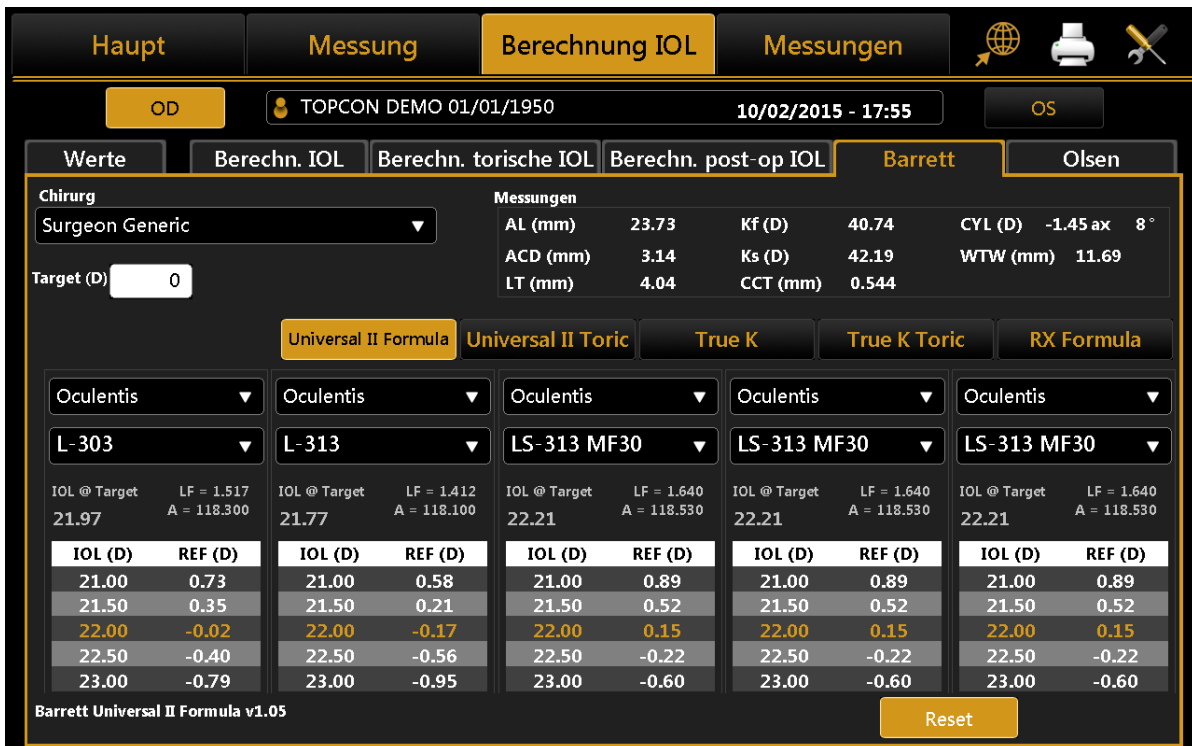 Haupt Messung Berechnung IOL Messungen
OD TOPCON DEMO 01/01/1950 10/02/2015 - 17:55 OS
Werte Berechn. IOL Berechn. torische IOL Berechn. post-op IOL Barrett Olsen
Chirurg Messungen
Surgeon Generic AL (mm) 23.73 Kf (D) 40.74 CYL (D) -1.45 ax 8°
ACD (mm) 3.14 Ks (D) 42.19 WTW (mm) 11.69
Target (D) 0 LT (mm) 4.04 CCT (mm) 0.544
Universal II Formula Universal II Toric True K True K Toric RX Formula
Oculentis Oculentis Oculentis Oculentis Oculentis
L-303 L-313 LS-313 MF30 LS-313 MF30 LS-313 MF30
IOL @ Target LF = 1.517 IOL @ Target LF = 1.412 IOL @ Target LF = 1.640 IOL @ Target LF = 1.640 IOL @ Target LF = 1.640
21.97 A = 118.300 21.77 A = 118.100 22.21 A = 118.530 22.21 A = 118.530 22.21 A = 118.530
IOL (D) REF (D) IOL (D) REF (D) IOL (D) REF (D) IOL (D) REF (D) IOL (D) REF (D)
21.00 0.73 21.00 0.58 21.00 0.89 21.00 0.89 21.00 0.89
21.50 0.35 21.50 0.21 21.50 0.52 21.50 0.52 21.50 0.52
22.00 -0.02 22.00 -0.17 22.00 0.15 22.00 0.15 22.00 0.15
22.50 -0.40 22.50 -0.56 22.50 -0.22 22.50 -0.22 22.50 -0.22
23.00 -0.79 23.00 -0.95 23.00 -0.60 23.00 -0.60 23.00 -0.60
Barrett Universal II Formula v1.05 Reset